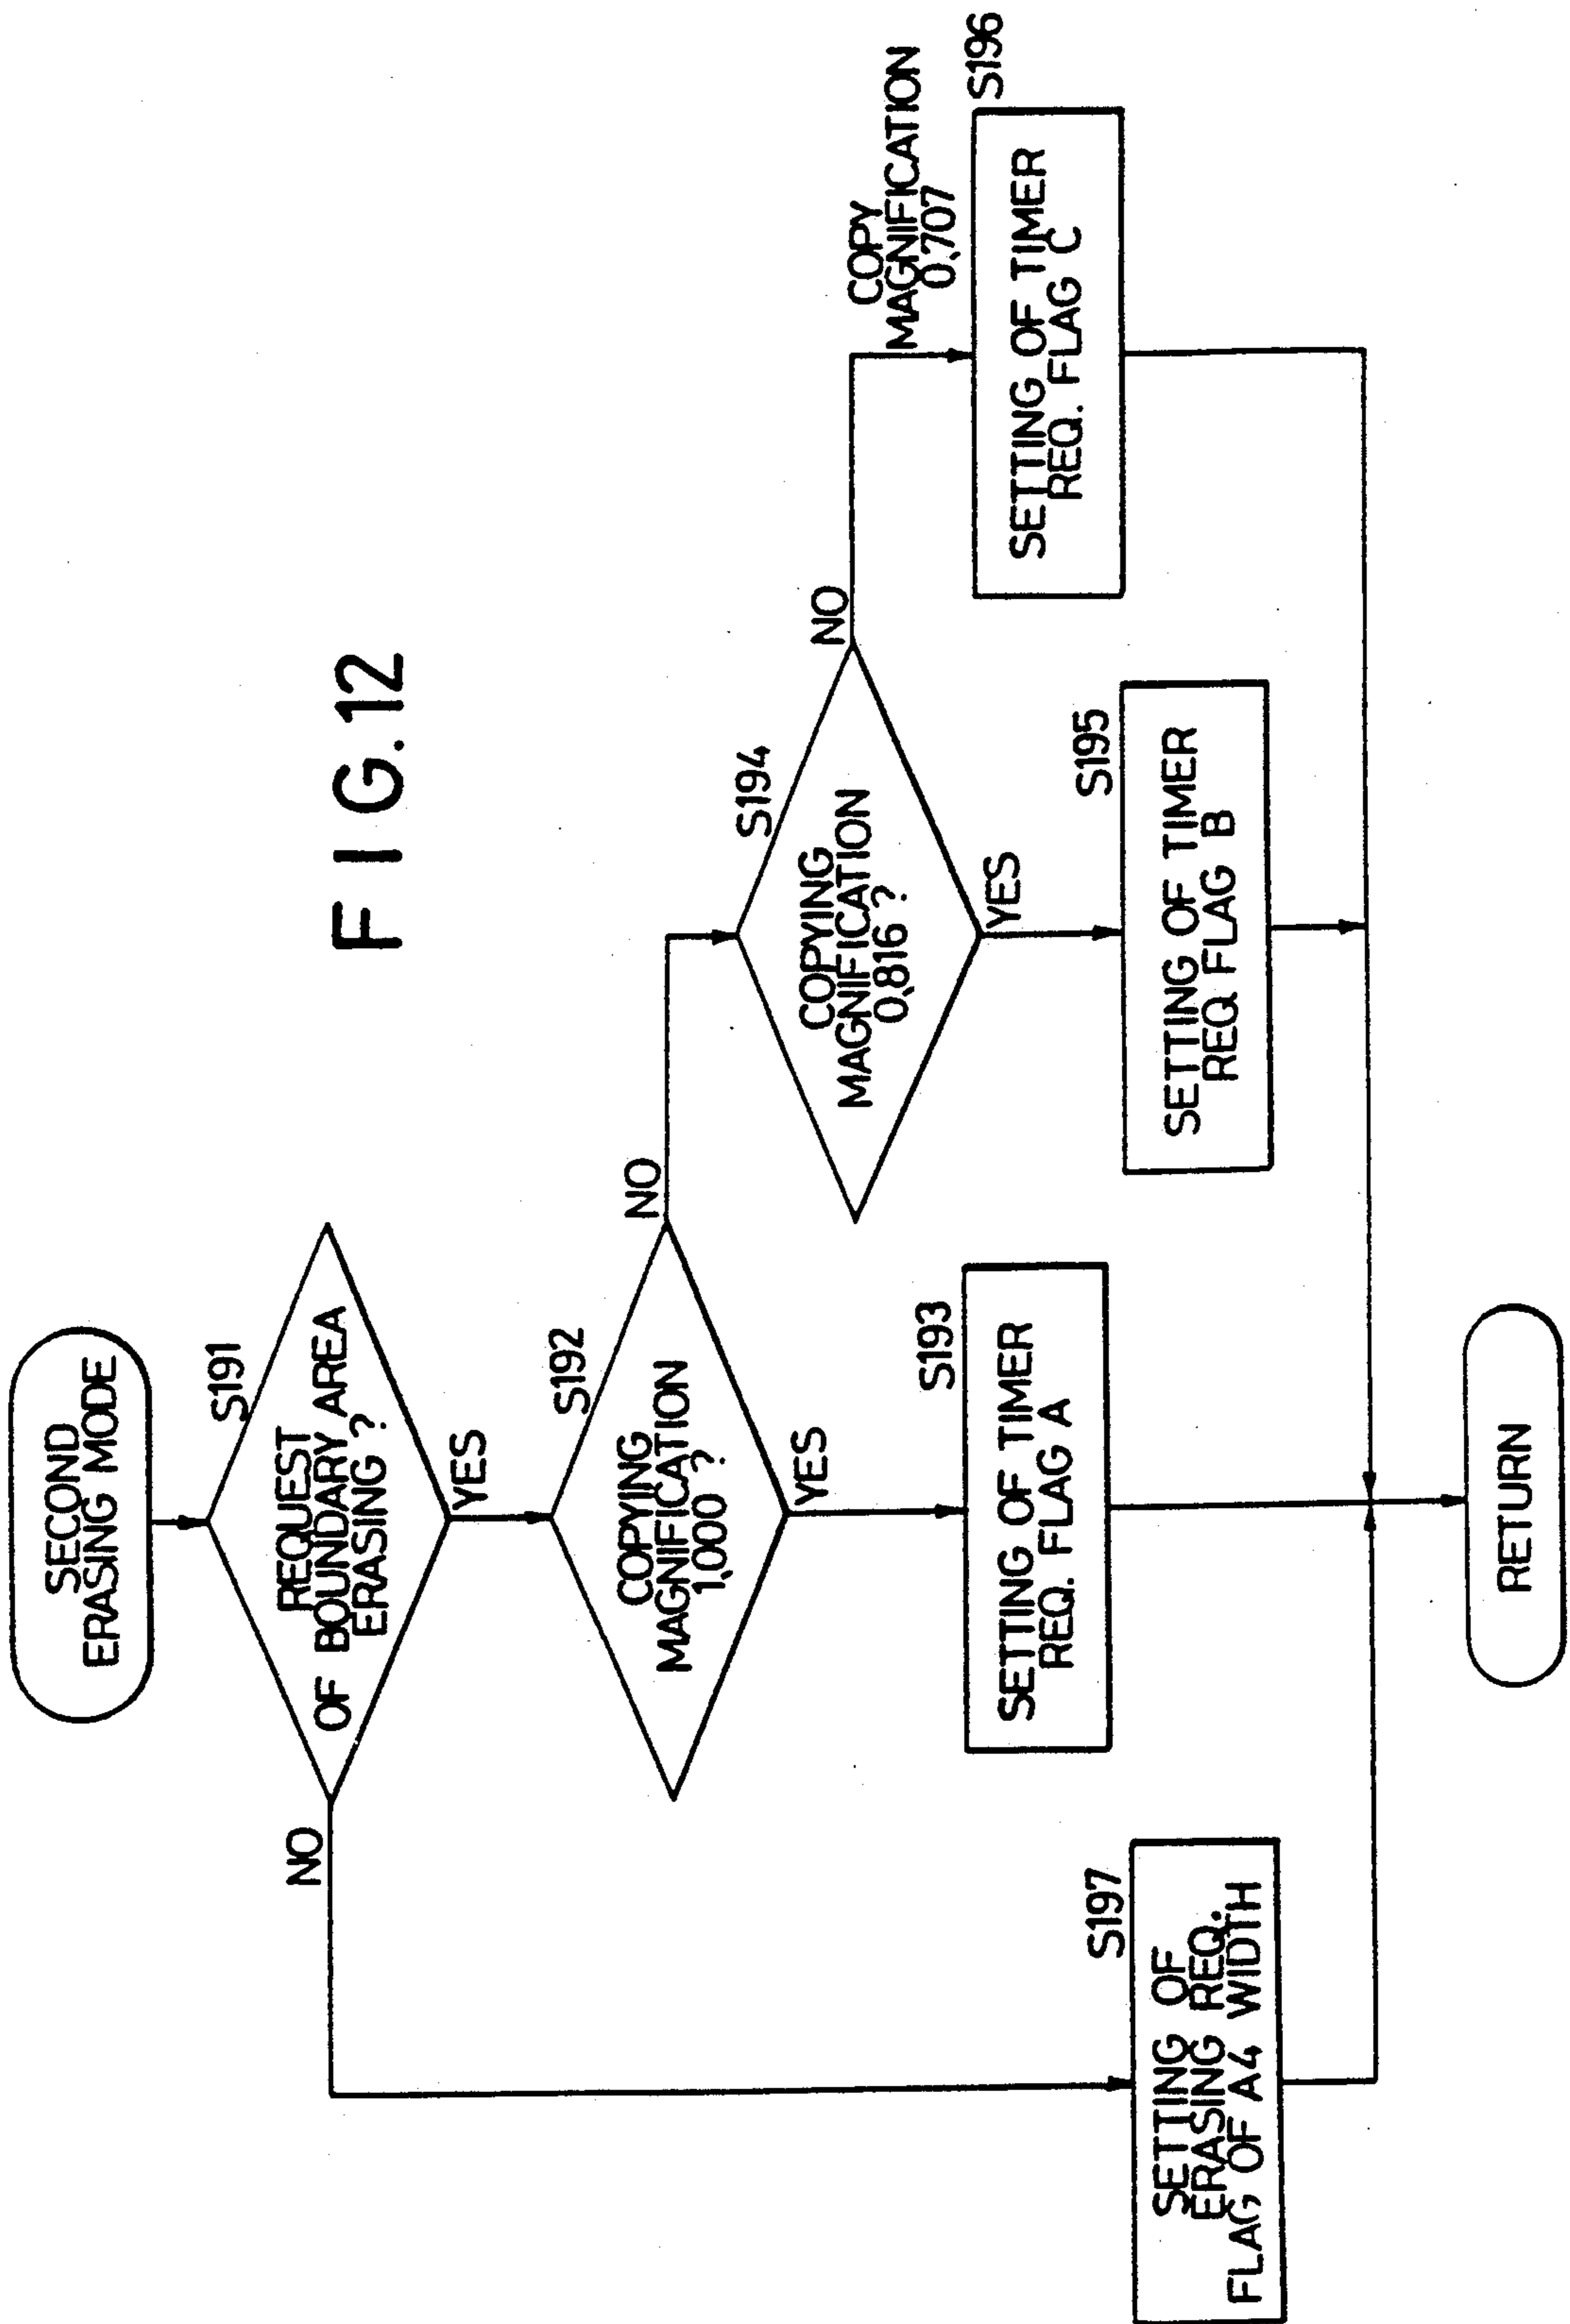 FIG.12
SECOND
ERASING MODE
S191
REQUEST
OF BOUNDARY AREA
ERASING ?
NO
YES
S192
COPYING
MAGNIFICATION
1,000 ?
NO
YES
S194
COPYING
MAGNIFICATION
0,816 ?
NO
YES
COPY
MAGNIFICATION
0,707
S197
SETTING OF
ERASING REQ.
FLAG OF A4 WIDTH
S193
SETTING OF TIMER
REQ. FLAG A
S195
SETTING OF TIMER
REQ FLAG B
S196
SETTING OF TIMER
REQ. FLAG C
RETURN